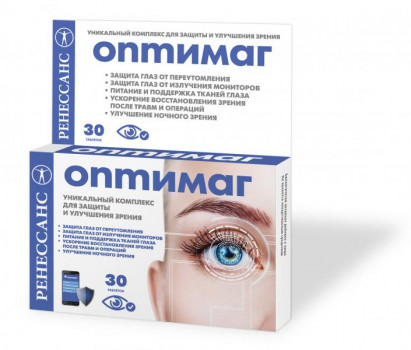 РЕНЕССАНС
УНИКАЛЬНЫЙ КОМПЛЕКС ДЛЯ ЗАЩИТЫ И УЛУЧШЕНИЯ ЗРЕНИЯ
оптимаг
• ЗАЩИТА ГЛАЗ ОТ ПЕРЕУТОМЛЕНИЯ
• ЗАЩИТА ГЛАЗ ОТ ИЗЛУЧЕНИЯ МОНИТОРОВ
• ПИТАНИЕ И ПОДДЕРЖКА ТКАНЕЙ ГЛАЗА
• УСКОРЕНИЕ ВОССТАНОВЛЕНИЯ ЗРЕНИЯ
ПОСЛЕ ТРАВМ И ОПЕРАЦИЙ
• УЛУЧШЕНИЕ НОЧНОГО ЗРЕНИЯ
30
таблеток
РЕНЕССАНС
оптимаг
УНИКАЛЬНЫЙ КОМПЛЕКС
ДЛЯ ЗАЩИТЫ
И УЛУЧШЕНИЯ ЗРЕНИЯ
• ЗАЩИТА ГЛАЗ ОТ ПЕРЕУТОМЛЕНИЯ
• ЗАЩИТА ГЛАЗ ОТ ИЗЛУЧЕНИЯ МОНИТОРОВ
• ПИТАНИЕ И ПОДДЕРЖКА ТКАНЕЙ ГЛАЗА
• УСКОРЕНИЕ ВОССТАНОВЛЕНИЯ ЗРЕНИЯ
ПОСЛЕ ТРАВМ И ОПЕРАЦИЙ
• УЛУЧШЕНИЕ НОЧНОГО ЗРЕНИЯ
30
таблеток